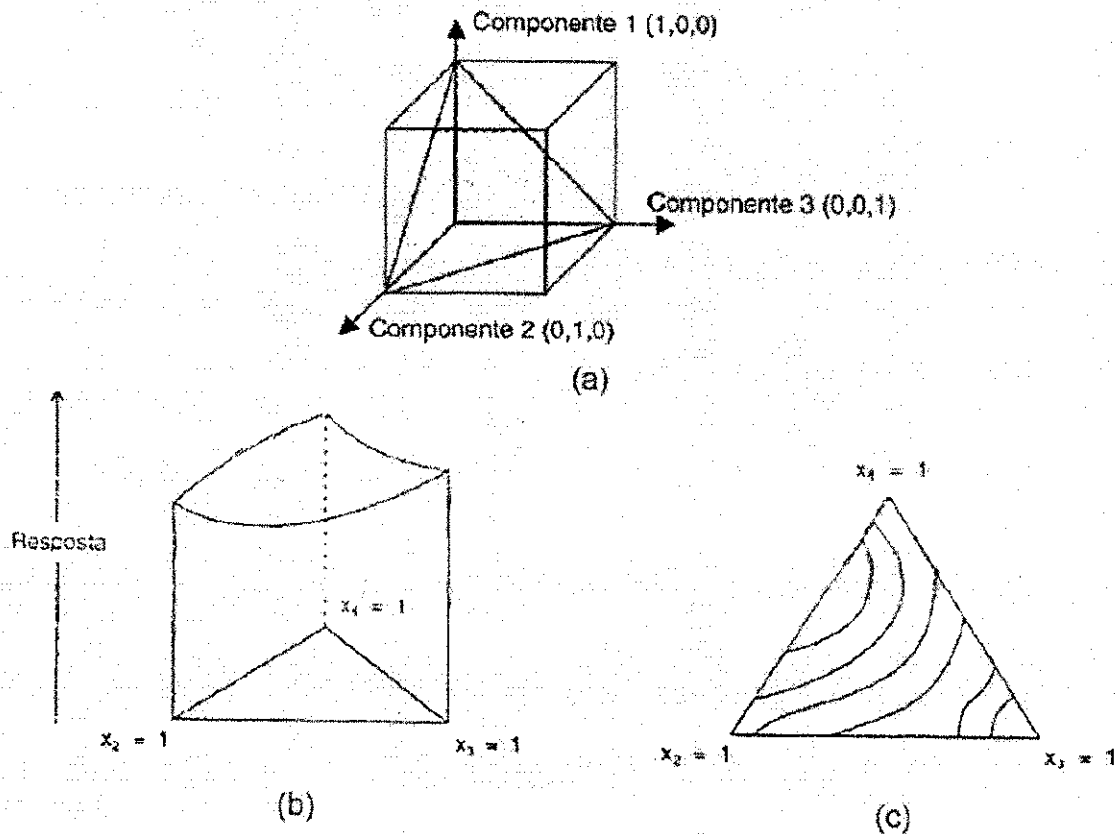 Componente 1 (1,0,0)
Componente 3 (0,0,1)
Componente 2 (0,1,0)
(a)
Resposta
x₁ = 1
x₂ = 1
x₃ = 1
(b)
x₁ = 1
x₂ = 1
x₃ = 1
(c)